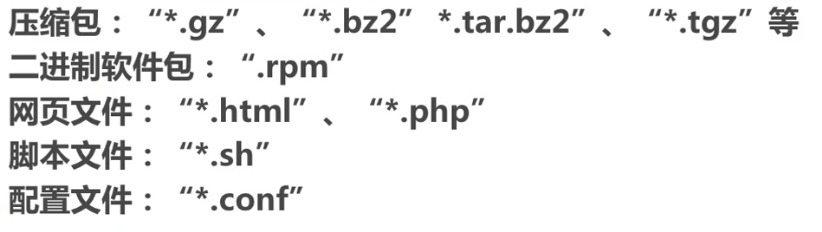 压缩包：“*.gz”、“*.bz2” *.tar.bz2”、“*.tgz”等
二进制软件包：“.rpm”
网页文件：“*.html”、“*.php”
脚本文件：“*.sh”
配置文件：“*.conf”